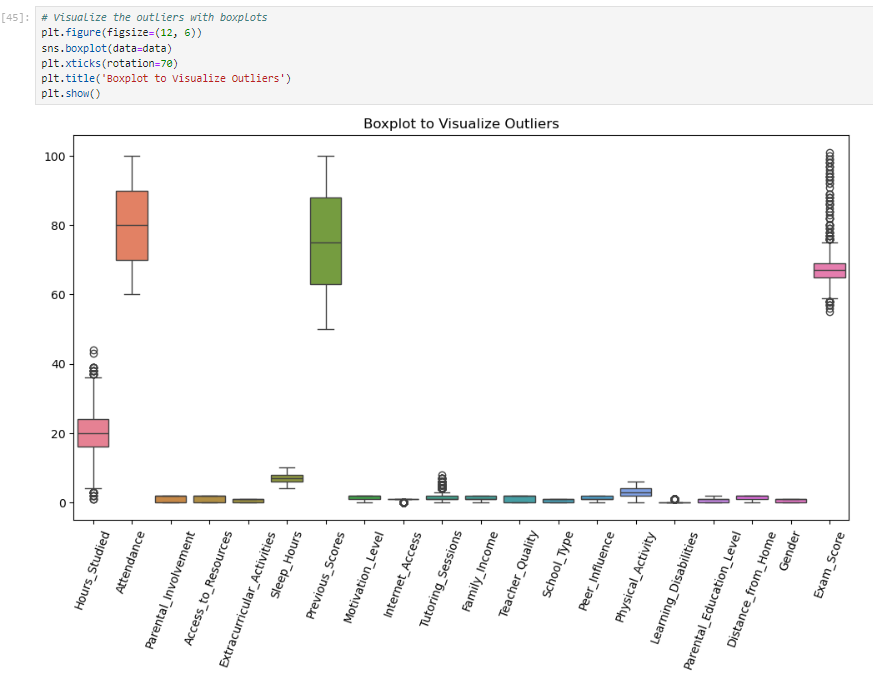 [45]:
# Visualize the outliers with boxplots
plt.figure(figsize=(12, 6))
sns.boxplot(data=data)
plt.xticks(rotation=70)
plt.title('Boxplot to Visualize Outliers')
plt.show()
Boxplot to Visualize Outliers
100
80
60
40
20
0
Hours_Studied
Attendance
Parental_Involvement
Access_to_Resources
Extracurricular_Activities
Sleep_Hours
Previous_Scores
Motivation_Level
Internet_Access
Tutoring_Sessions
Family_Income
Teacher_Quality
School_Type
Peer_Influence
Physical_Activity
Learning_Disabilities
Parental_Education_Level
Distance_from_Home
Gender
Exam_Score